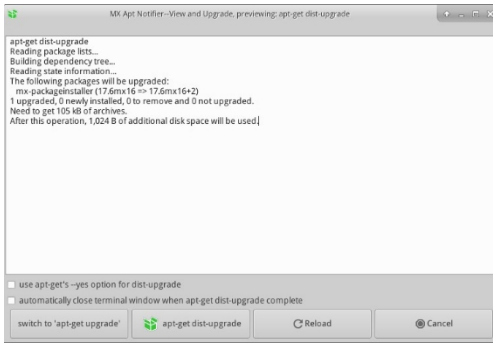 MX Apt Notifier--View and Upgrade, previewing: apt-get dist-upgrade
apt-get dist-upgrade
Reading package lists...
Building dependency tree...
Reading state information...
The following packages will be upgraded:
mx-packageinstaller (17.6mx16 => 17.6mx16+2)
1 upgraded, 0 newly installed, 0 to remove and 0 not upgraded.
Need to get 105 kB of archives.
After this operation, 1,024 B of additional disk space will be used.
use apt-get's --yes option for dist-upgrade
automatically close terminal window when apt-get dist-upgrade complete
switch to 'apt-get upgrade' apt-get dist-upgrade Reload Cancel